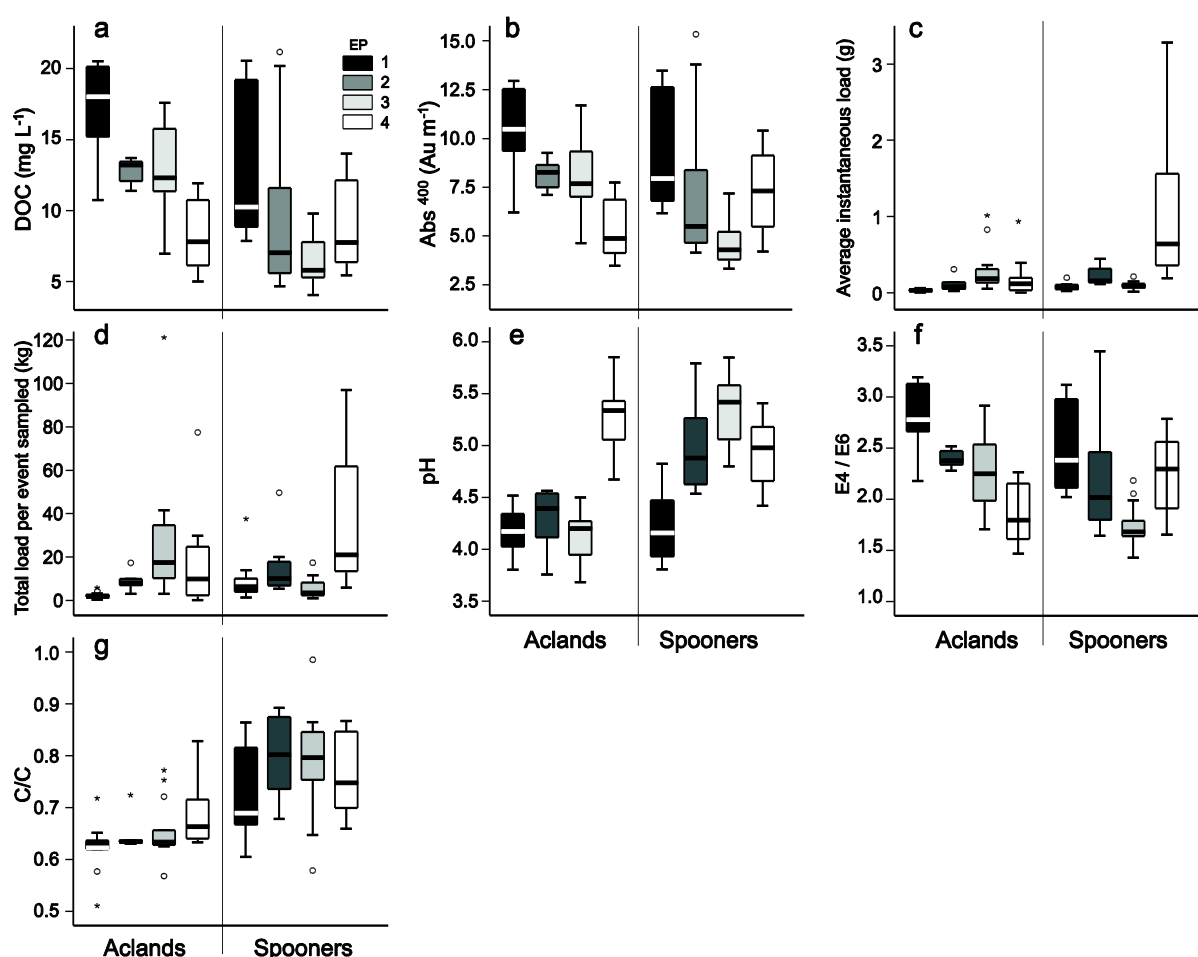 a
EP
1
2
3
4
DOC (mg L-1)
20
15
10
5
b
Abs 400 (Au m-1)
15.0
12.5
10.0
7.5
5.0
2.5
c
Average instantaneous load (g)
3
2
1
0
d
Total load per event sampled (kg)
120
100
80
60
40
20
0
e
pH
6.0
5.5
5.0
4.5
4.0
3.5
Aclands Spooners
f
E4 / E6
3.5
3.0
2.5
2.0
1.5
1.0
Aclands Spooners
g
C/C
1.0
0.9
0.8
0.7
0.6
0.5
Aclands Spooners